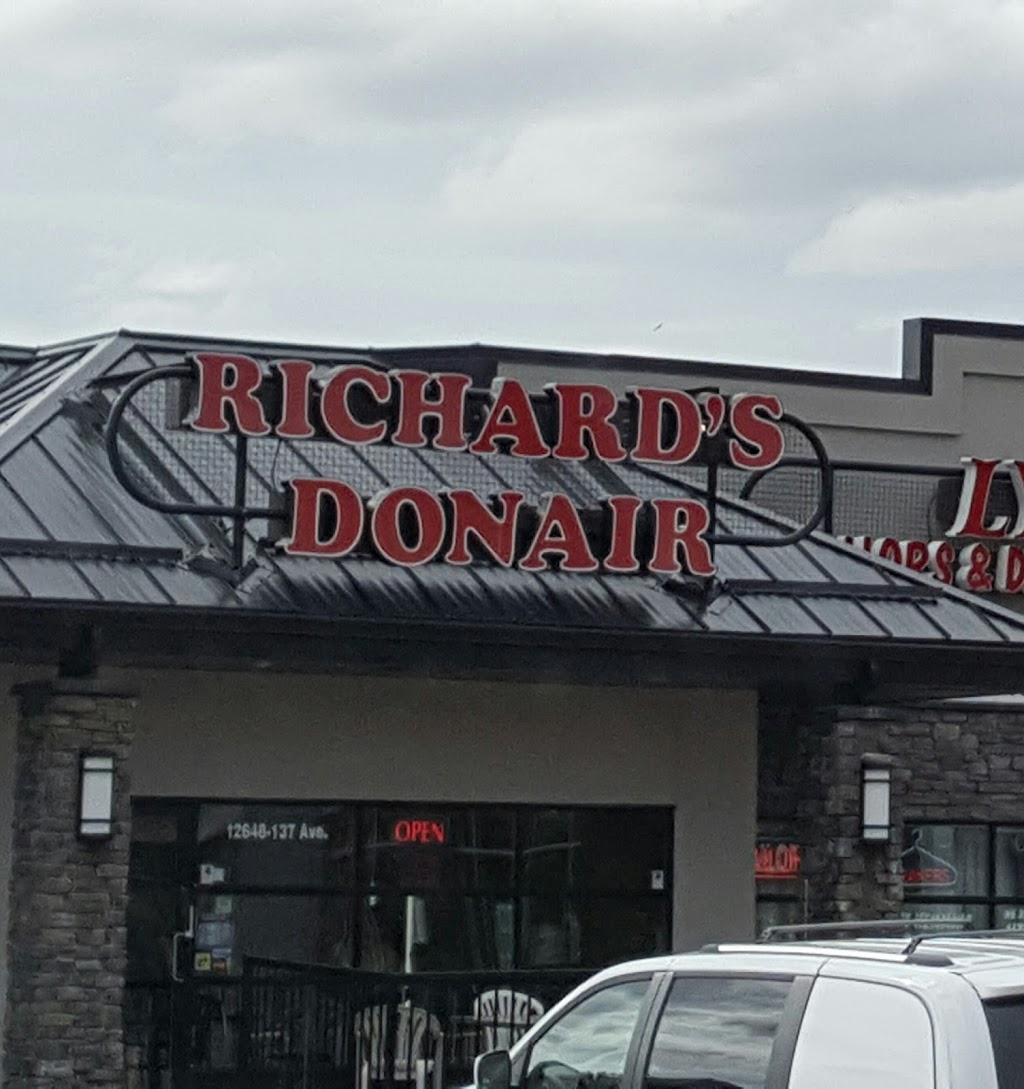 RICHARD'S
DONAIR
& D
12648-137 Ave.
OPEN